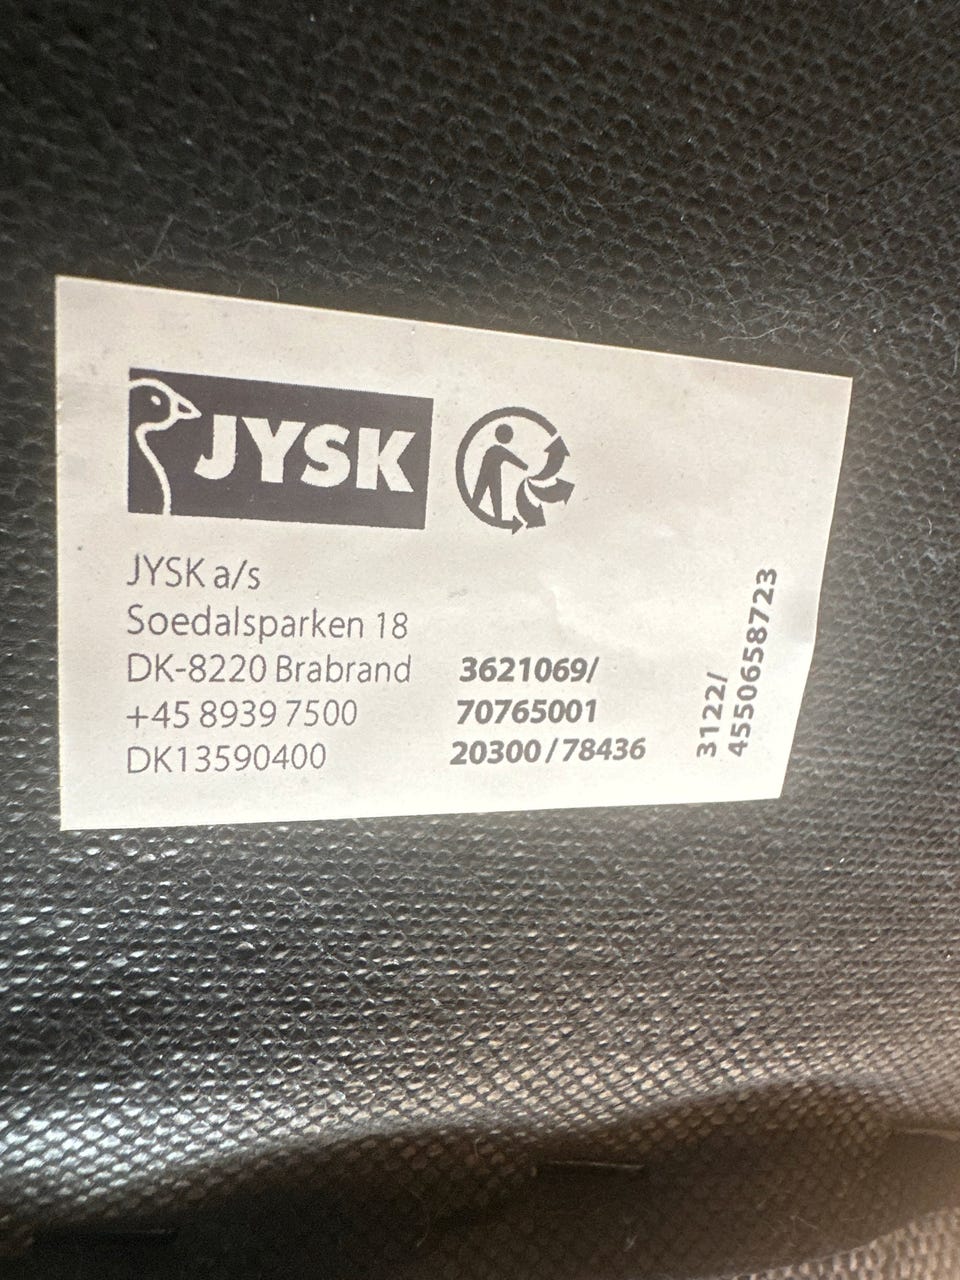 JYSK
JYSK a/s
Soedalsparken 18
DK-8220 Brabrand
+45 8939 7500
DK13590400
3621069/
70765001
20300/78436
3122/
4550658723